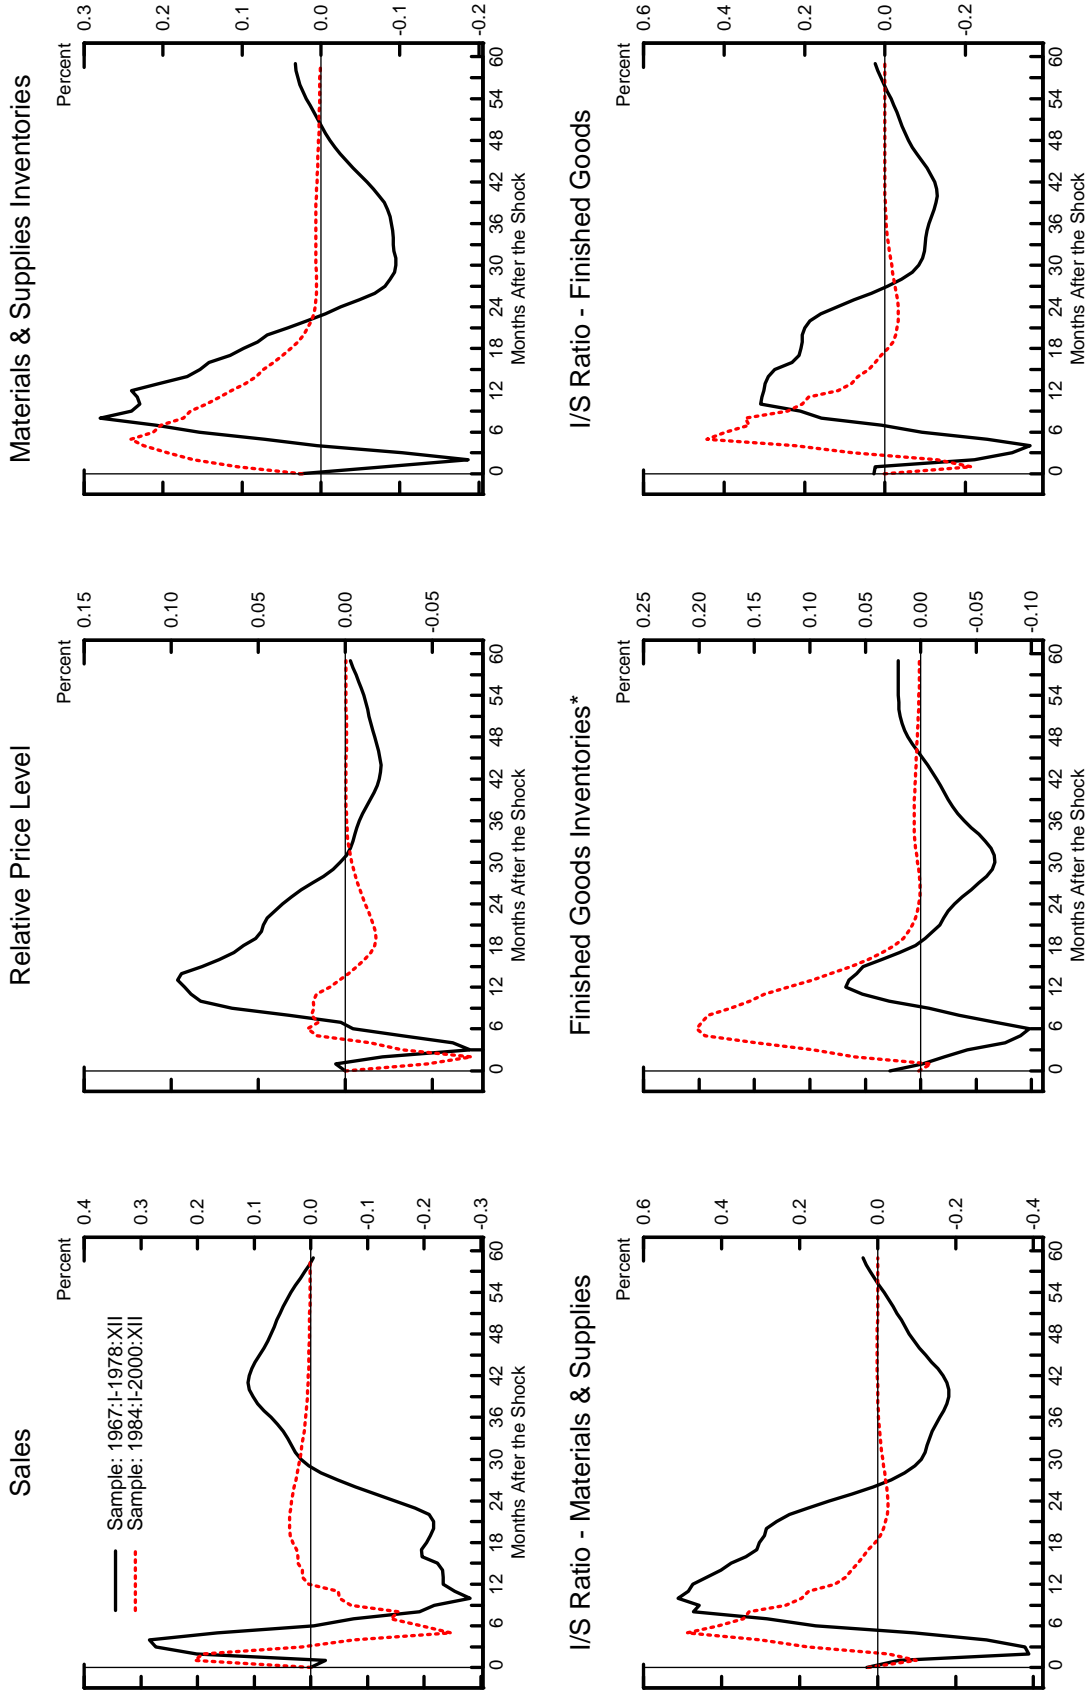 Sales
Percent
Sample: 1967:I-1978:XII
Sample: 1984:I-2000:XII
0.4
0.3
0.2
0.1
0.0
-0.1
-0.2
-0.3
0 6 12 18 24 30 36 42 48 54 60
Months After the Shock
Relative Price Level
Percent
0.15
0.10
0.05
0.00
-0.05
0 6 12 18 24 30 36 42 48 54 60
Months After the Shock
Materials & Supplies Inventories
Percent
0.3
0.2
0.1
0.0
-0.1
-0.2
0 6 12 18 24 30 36 42 48 54 60
Months After the Shock
I/S Ratio - Materials & Supplies
Percent
0.6
0.4
0.2
0.0
-0.2
-0.4
0 6 12 18 24 30 36 42 48 54 60
Months After the Shock
Finished Goods Inventories*
Percent
0.25
0.20
0.15
0.10
0.05
0.00
-0.05
-0.10
0 6 12 18 24 30 36 42 48 54 60
Months After the Shock
I/S Ratio - Finished Goods
Percent
0.6
0.4
0.2
0.0
-0.2
0 6 12 18 24 30 36 42 48 54 60
Months After the Shock